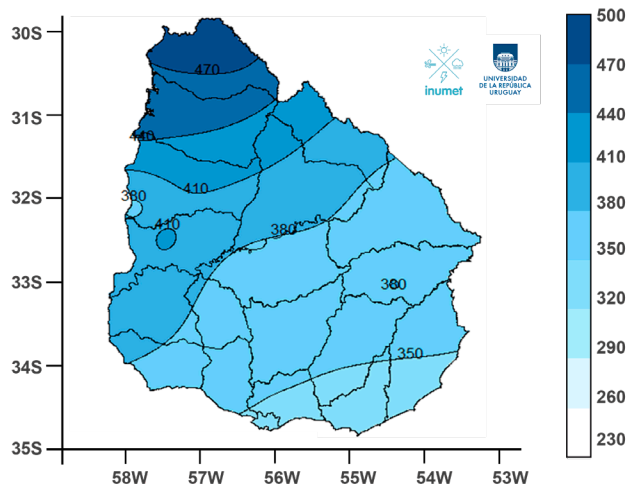 30S
31S
32S
33S
34S
35S
58W
57W
56W
55W
54W
53W
470
440
410
380
410
380
380
350
inumet
UNIVERSIDAD
DE LA REPÚBLICA
URUGUAY
500
470
440
410
380
350
320
290
260
230